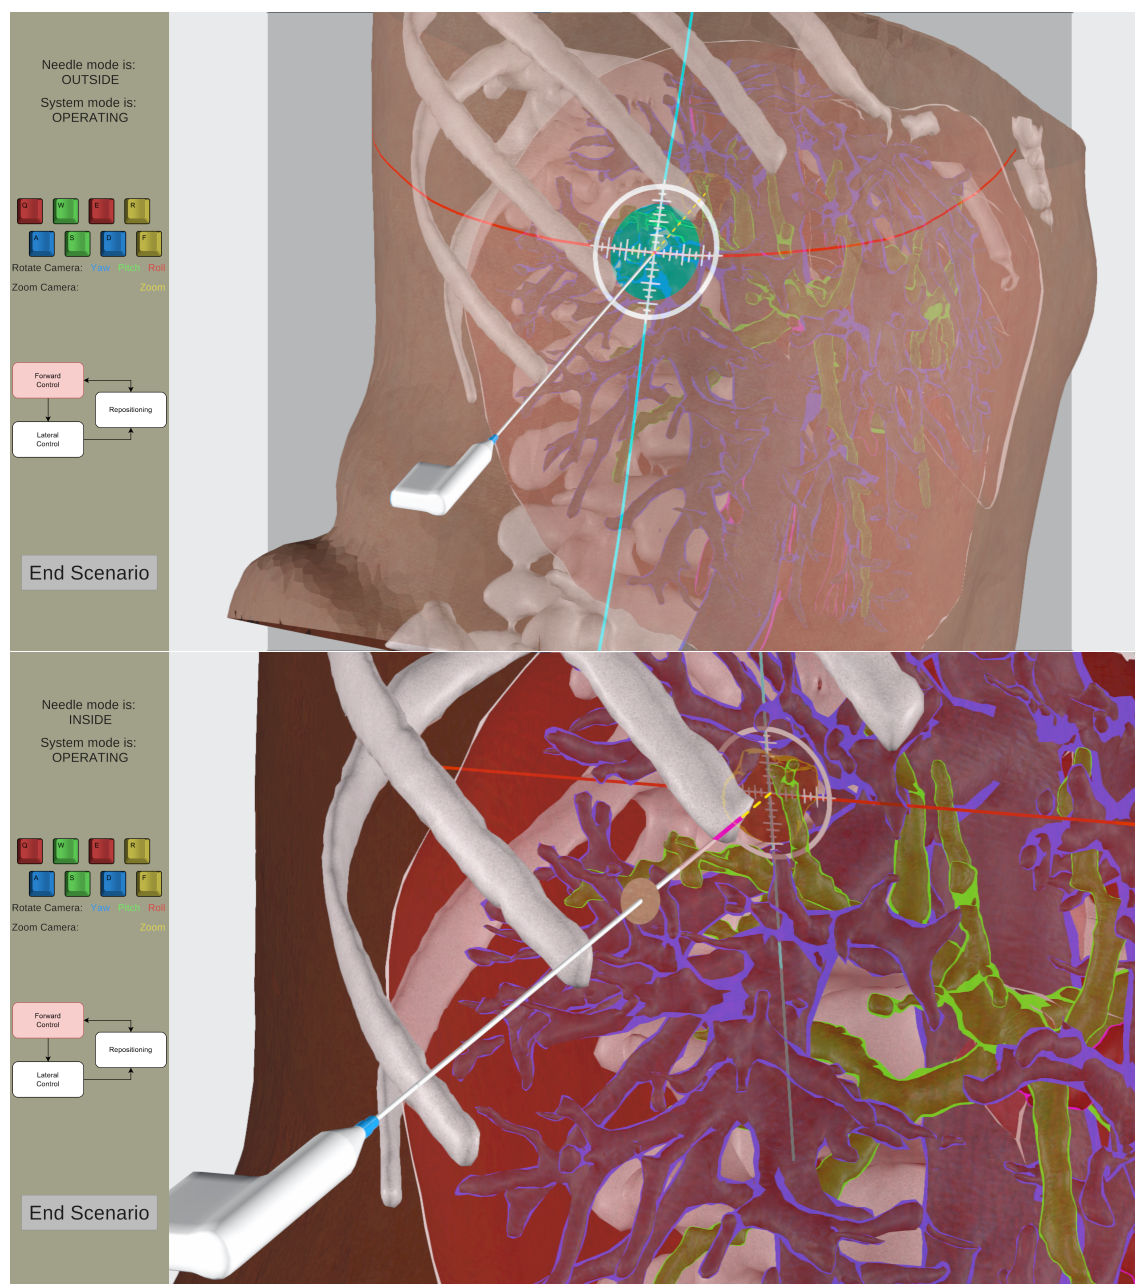 Needle mode is:
OUTSIDE
System mode is:
OPERATING
Q W E R
A S D F
Rotate Camera: Yaw Pitch Roll
Zoom Camera: Zoom
Forward
Control
Repositioning
Lateral
Control
End Scenario
Needle mode is:
INSIDE
System mode is:
OPERATING
Q W E R
A S D F
Rotate Camera: Yaw Pitch Roll
Zoom Camera: Zoom
Forward
Control
Repositioning
Lateral
Control
End Scenario